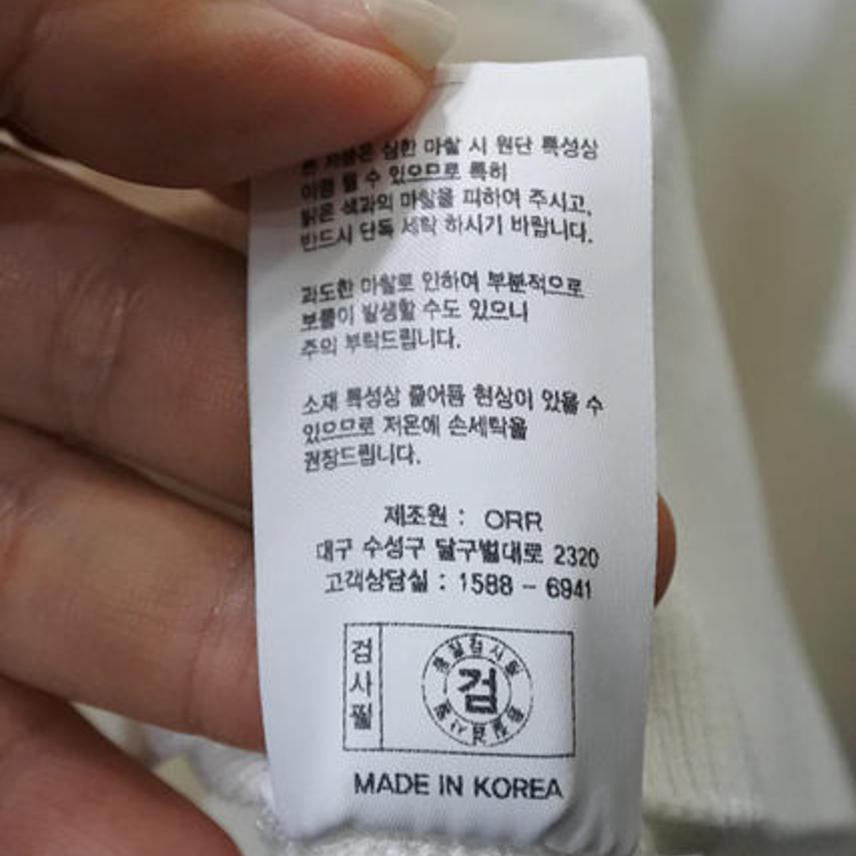 본 제품은 심한 마찰 시 원단 특성상
이염 될 수 있으므로 특히
밝은 색과의 마찰을 피하여 주시고,
반드시 단독 세탁 하시기 바랍니다.
과도한 마찰로 인하여 부분적으로
보풀이 발생할 수도 있으니
주의 부탁드립니다.
소재 특성상 줄어듦 현상이 있을 수
있으므로 저온에 손세탁을
권장드립니다.
제조원 : ORR
대구 수성구 달구벌대로 2320
고객상담실 : 1588 - 6941
검사필
품질검사필
검
MADE IN KOREA